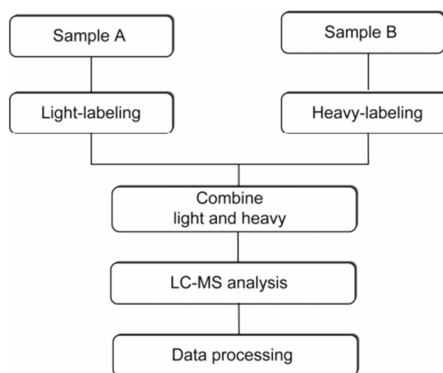 Sample A
Sample B
Light-labeling
Heavy-labeling
Combine
light and heavy
LC-MS analysis
Data processing